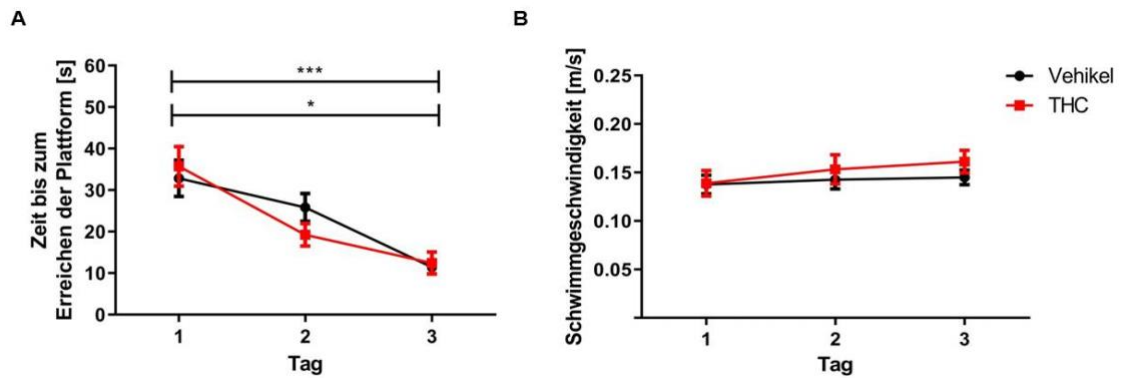 A
Zeit bis zum
Erreichen der Plattform [s]
60
50
40
30
20
10
0
***
*
1 2 3
Tag
B
Schwimmgeschwindigkeit [m/s]
0.25
0.20
0.15
0.10
0.05
1 2 3
Tag
Vehikel
THC